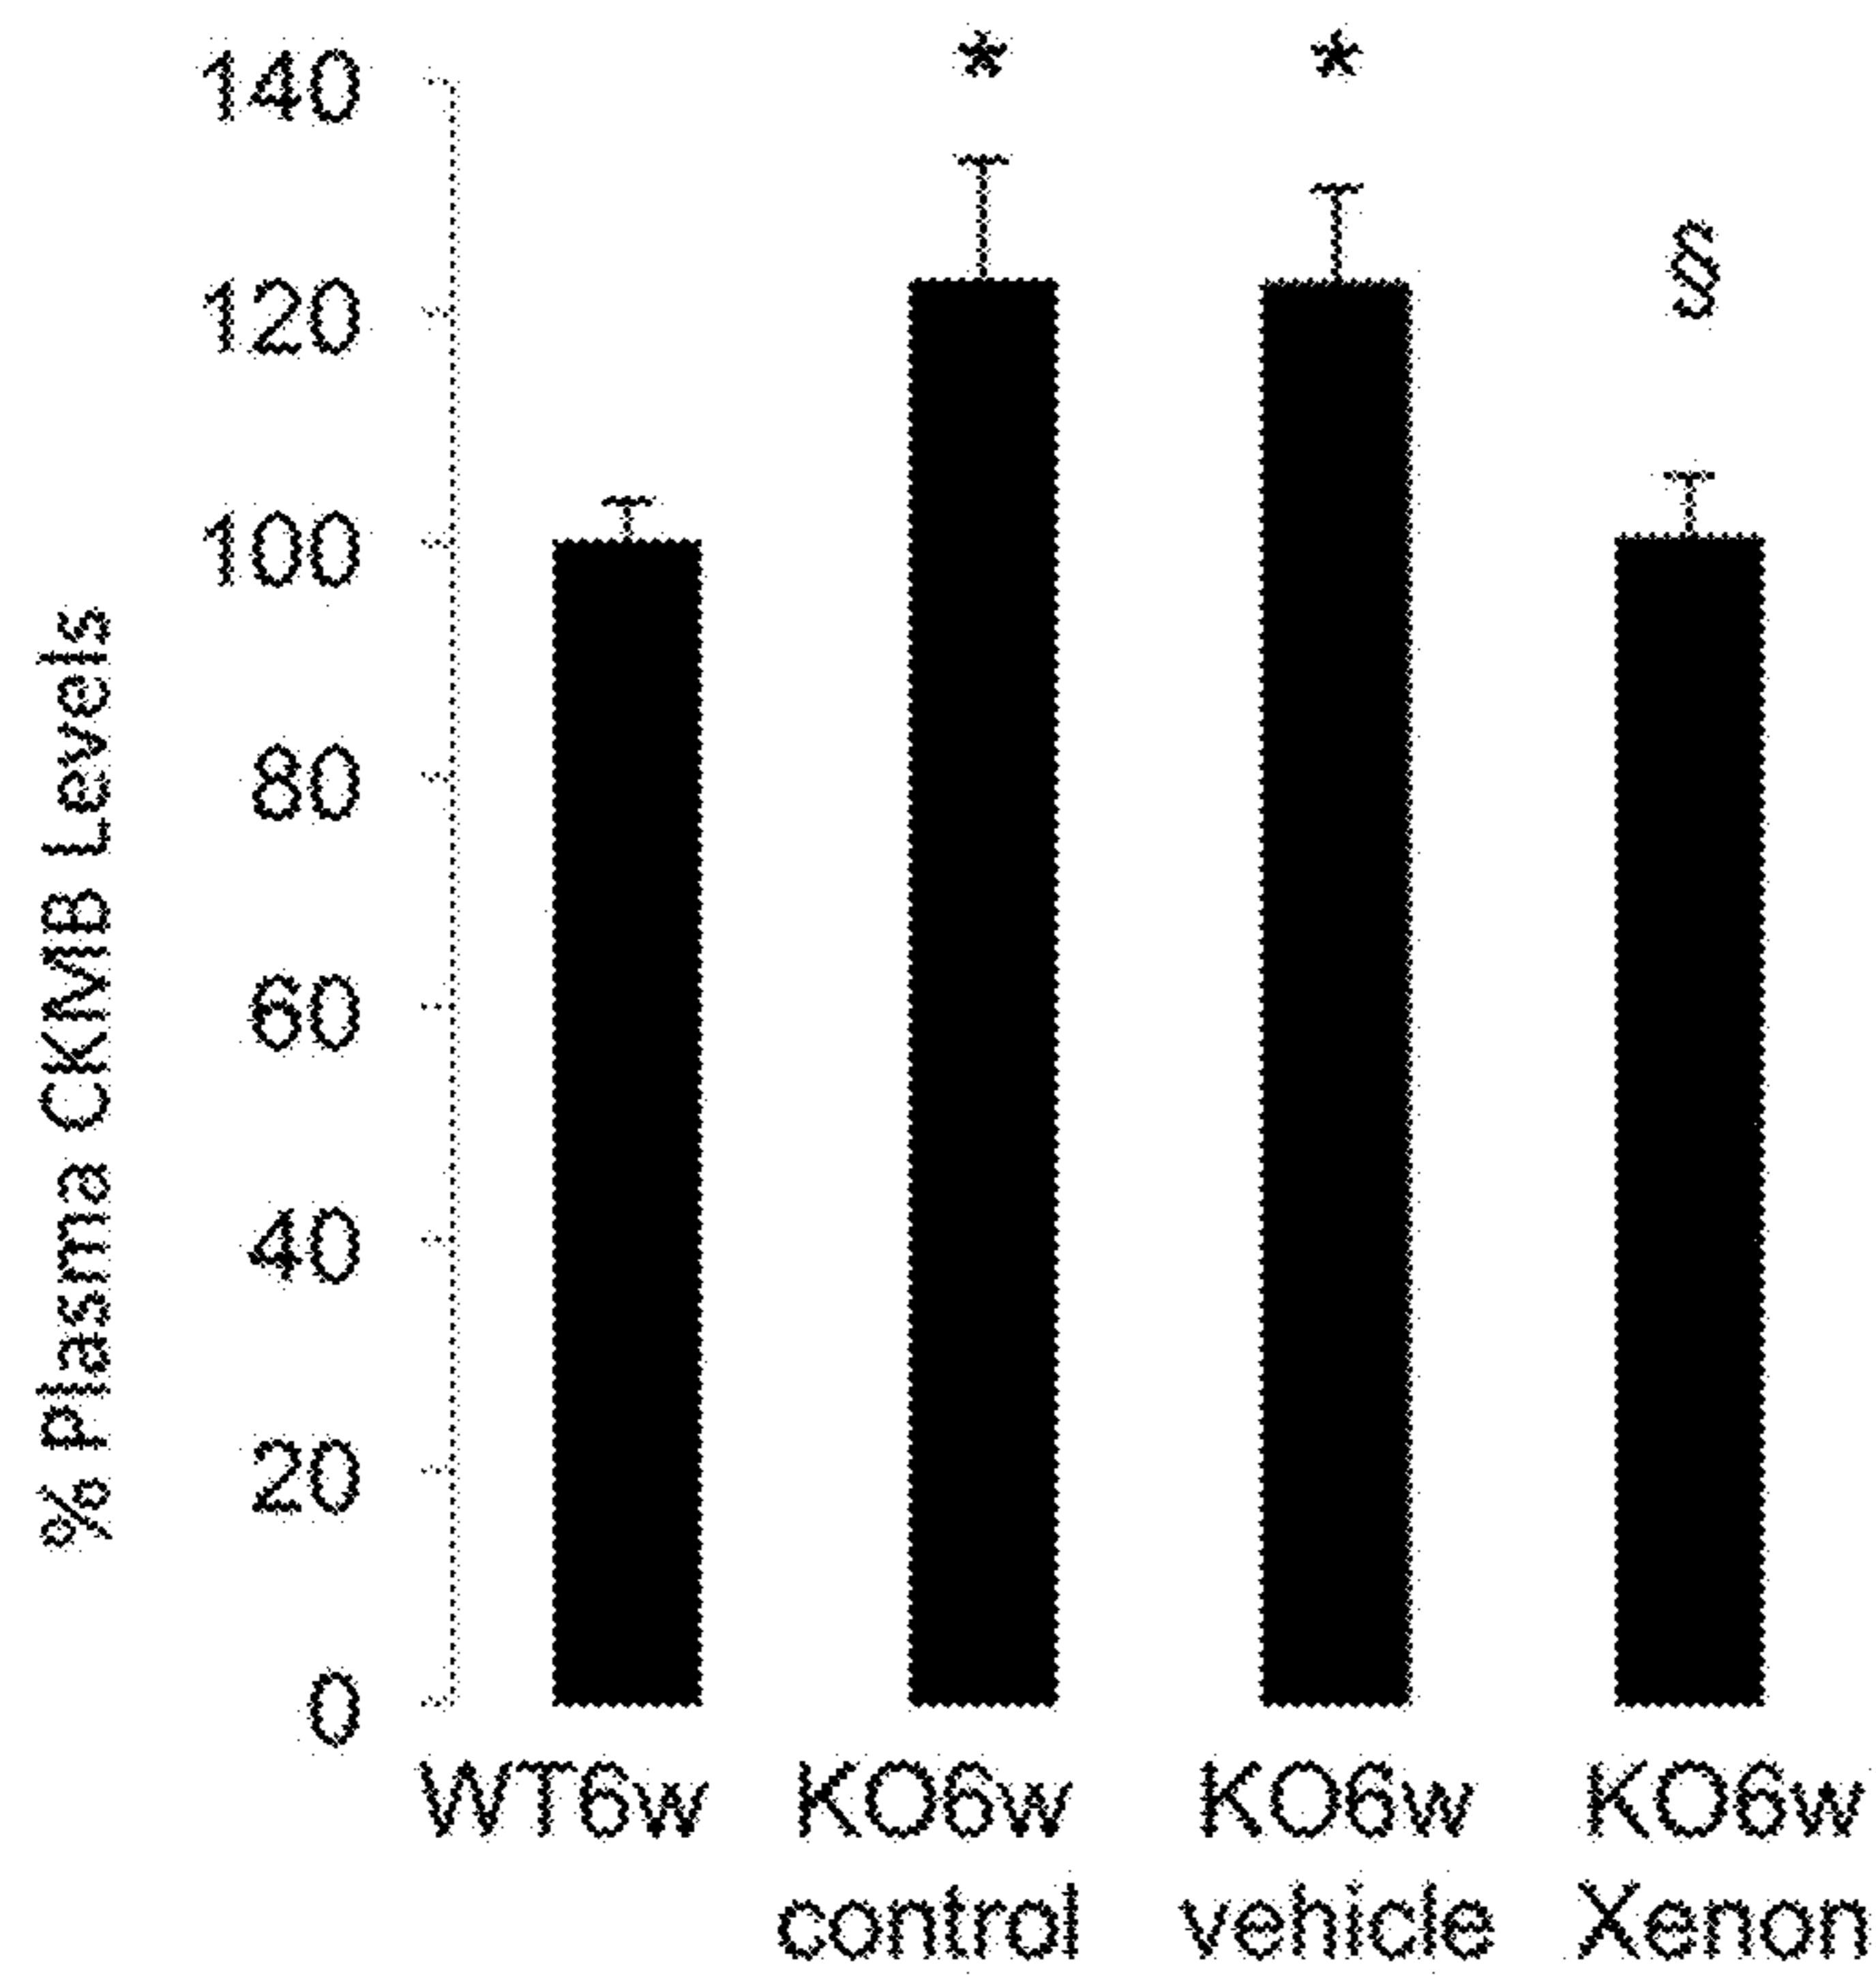 % Plasma CKMB Levels
140
120
100
80
60
40
20
0
*
*
§
WT6w
KO6w control
KO6w vehicle
KO6w Xenon